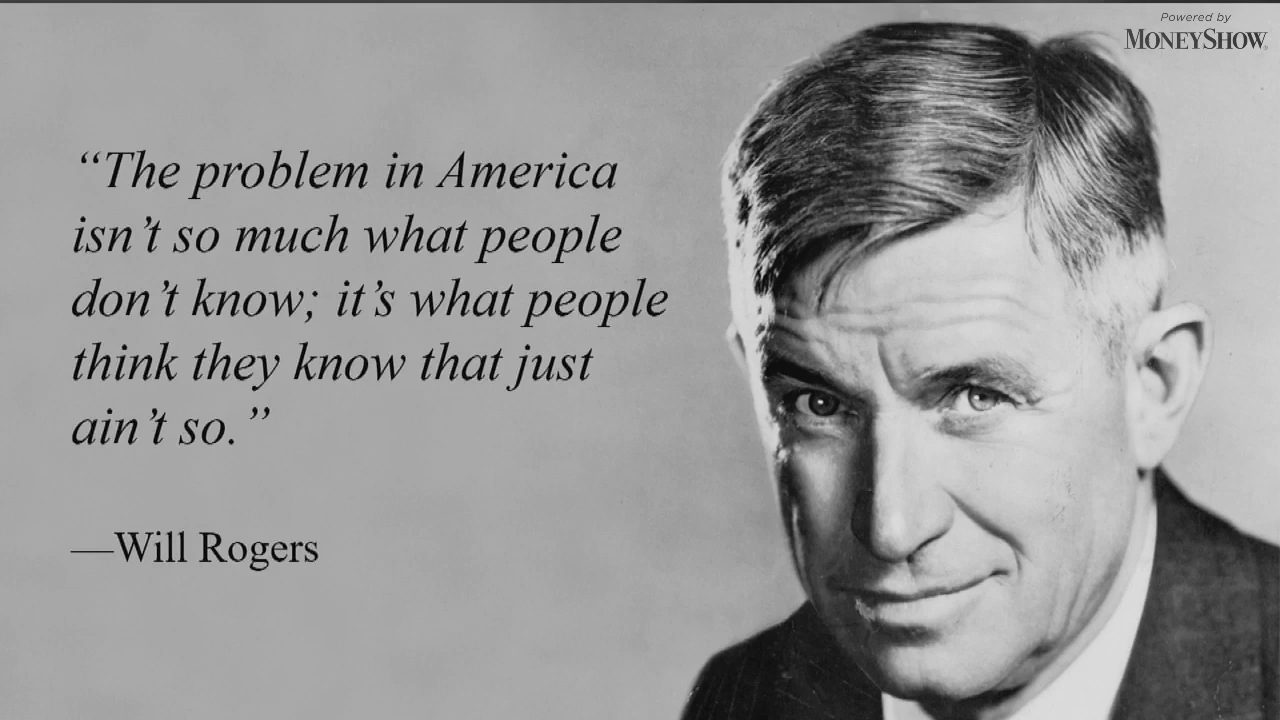 Powered by
MONEYSHOW®
“The problem in America
isn’t so much what people
don’t know; it’s what people
think they know that just
ain’t so.”
—Will Rogers